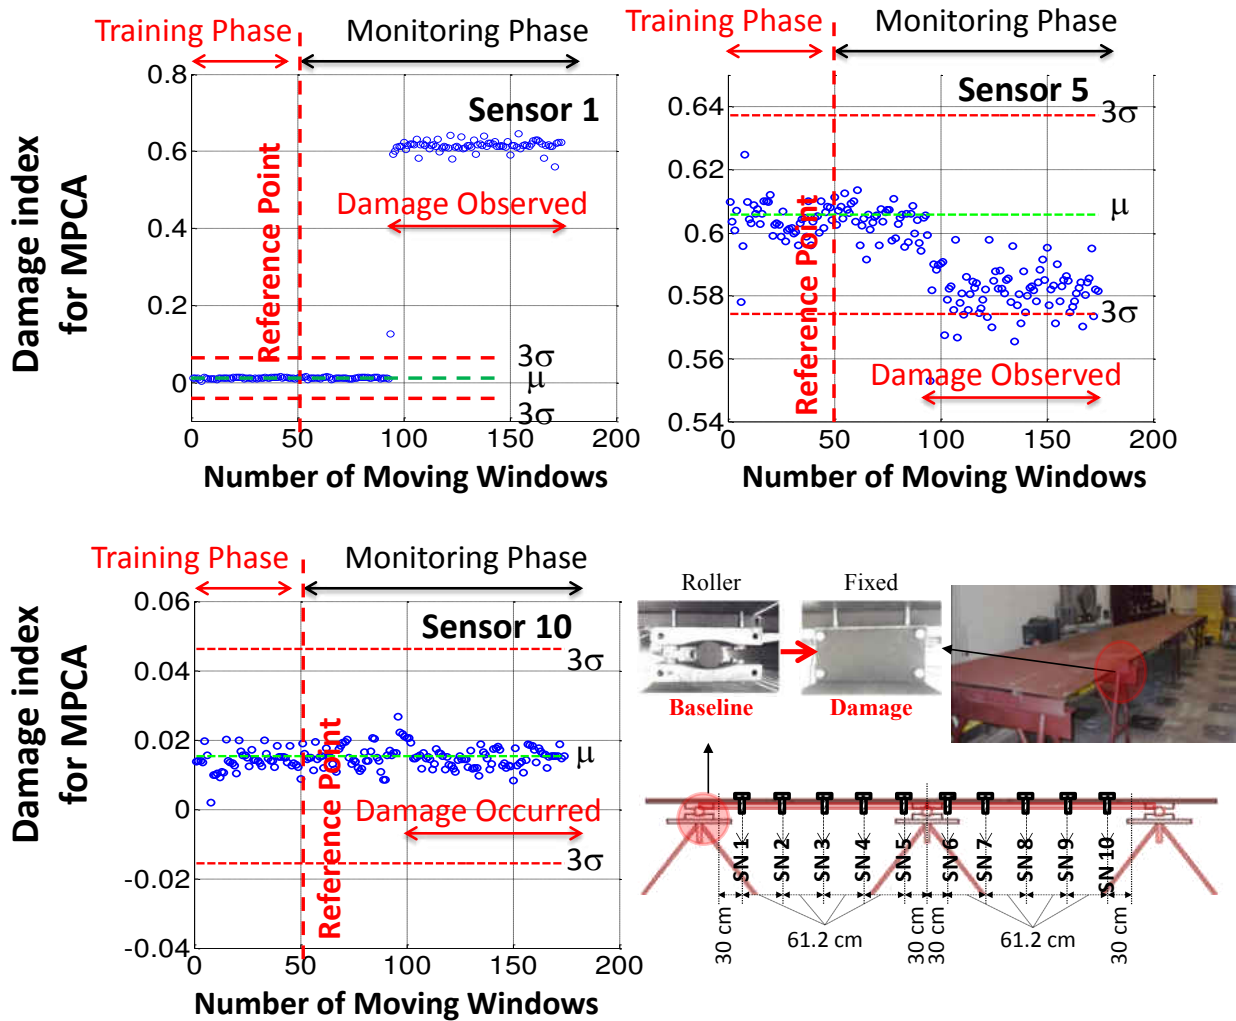 Training Phase
Monitoring Phase
Damage index
for MPCA
0.8
0.6
0.4
0.2
0
Sensor 1
Reference Point
Damage Observed
3σ
μ
3σ
0
50
100
150
200
Number of Moving Windows
Training Phase
Monitoring Phase
0.64
0.62
0.6
0.58
0.56
0.54
Sensor 5
3σ
μ
3σ
Reference Point
Damage Observed
0
50
100
150
200
Number of Moving Windows
Training Phase
Monitoring Phase
Damage index
for MPCA
0.06
0.04
0.02
0
-0.02
-0.04
Sensor 10
3σ
μ
Reference Point
Damage Occurred
3σ
0
50
100
150
200
Number of Moving Windows
Roller
Fixed
Baseline
Damage
SN 1
SN 2
SN 3
SN 4
SN 5
SN 6
SN 7
SN 8
SN 9
SN 10
30 cm
61.2 cm
30 cm
30 cm
61.2 cm
30 cm